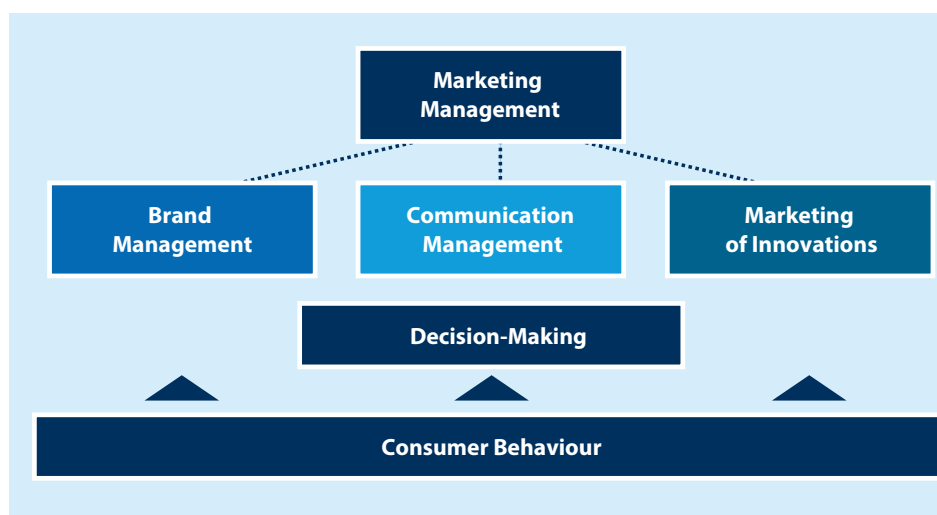 Marketing
Management
Brand
Management
Communication
Management
Marketing
of Innovations
Decision-Making
Consumer Behaviour